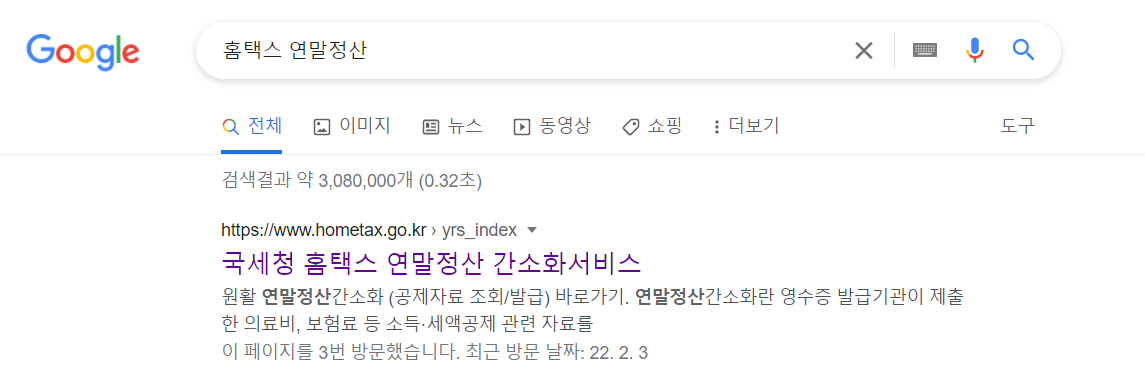 Google
홈택스 연말정산
전체 이미지 뉴스 동영상 쇼핑 더보기 도구
검색결과 약 3,080,000개 (0.32초)
https://www.hometax.go.kr › yrs_index
국세청 홈택스 연말정산 간소화서비스
원활 연말정산간소화 (공제자료 조회/발급) 바로가기. 연말정산간소화란 영수증 발급기관이 제출
한 의료비, 보험료 등 소득·세액공제 관련 자료를
이 페이지를 3번 방문했습니다. 최근 방문 날짜: 22. 2. 3